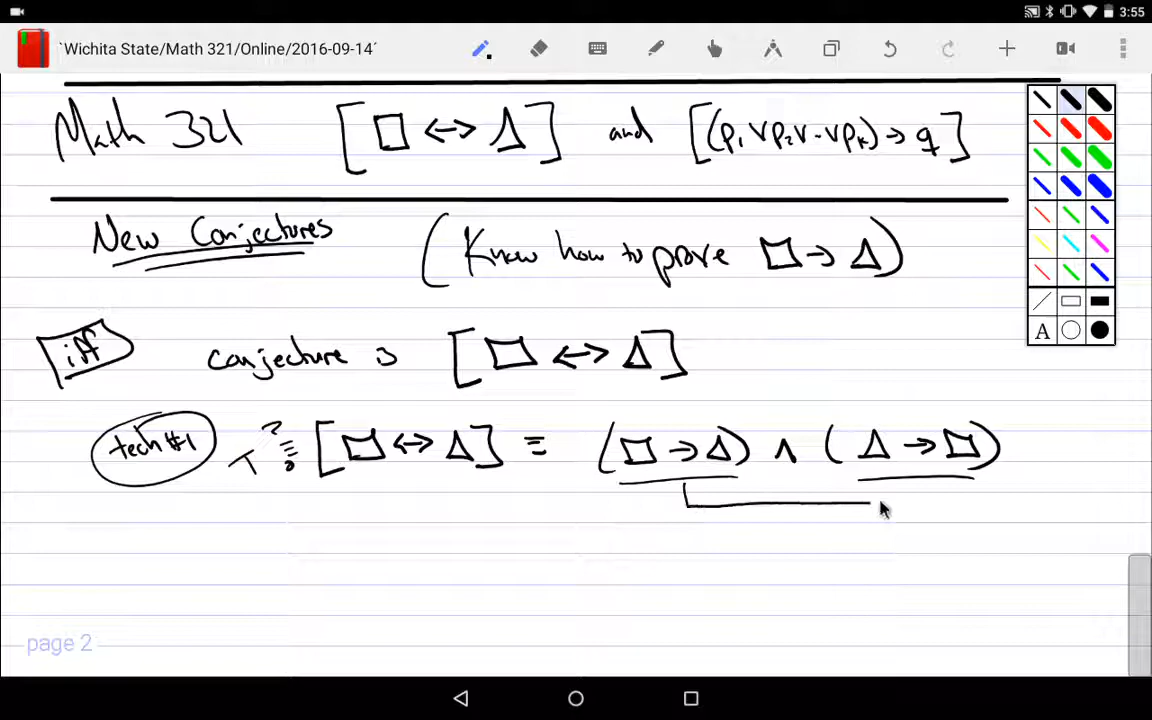 3:55
`Wichita State/Math 321/Online/2016-09-14´
Math 321 [□ ↔ Δ] and [(p₁ ∨ p₂ ∨ -- ∨ pₖ) → q]
New Conjectures (Know how to prove □ → Δ)
iff conjecture is [□ ↔ Δ]
tech #1 T ?≡ [□ ↔ Δ] ≡ (□ → Δ) ∧ (Δ → □)
A
page 2